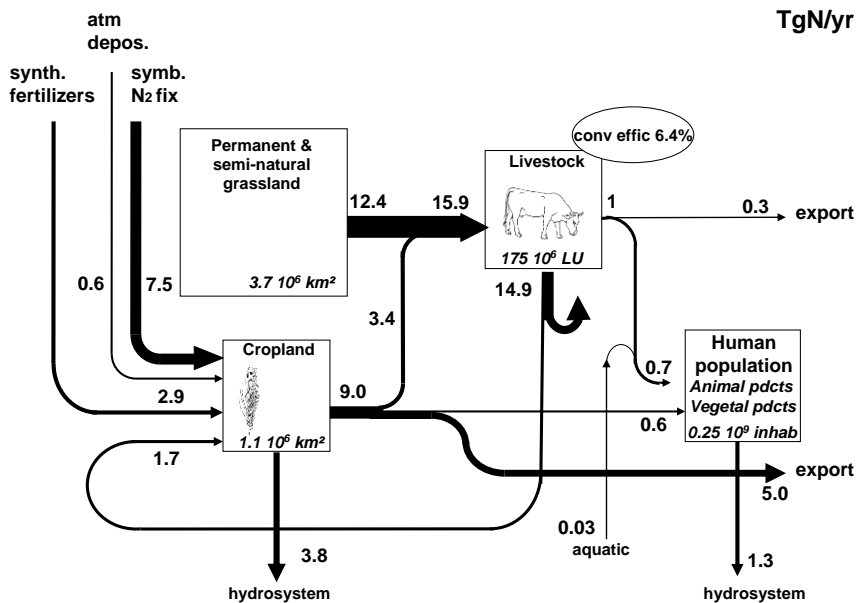 TgN/yr
atm
depos.
synth.
fertilizers
symb.
N₂ fix
conv effic 6.4%
Permanent &
semi-natural
grassland
3.7 10⁶ km²
Livestock
175 10⁶ LU
12.4
15.9
1
0.3
export
0.6
7.5
3.4
14.9
Cropland
1.1 10⁶ km²
2.9
9.0
1.7
Human
population
Animal pdcts
Vegetal pdcts
0.25 10⁹ inhab
0.7
0.6
export
5.0
0.03
aquatic
3.8
hydrosystem
1.3
hydrosystem